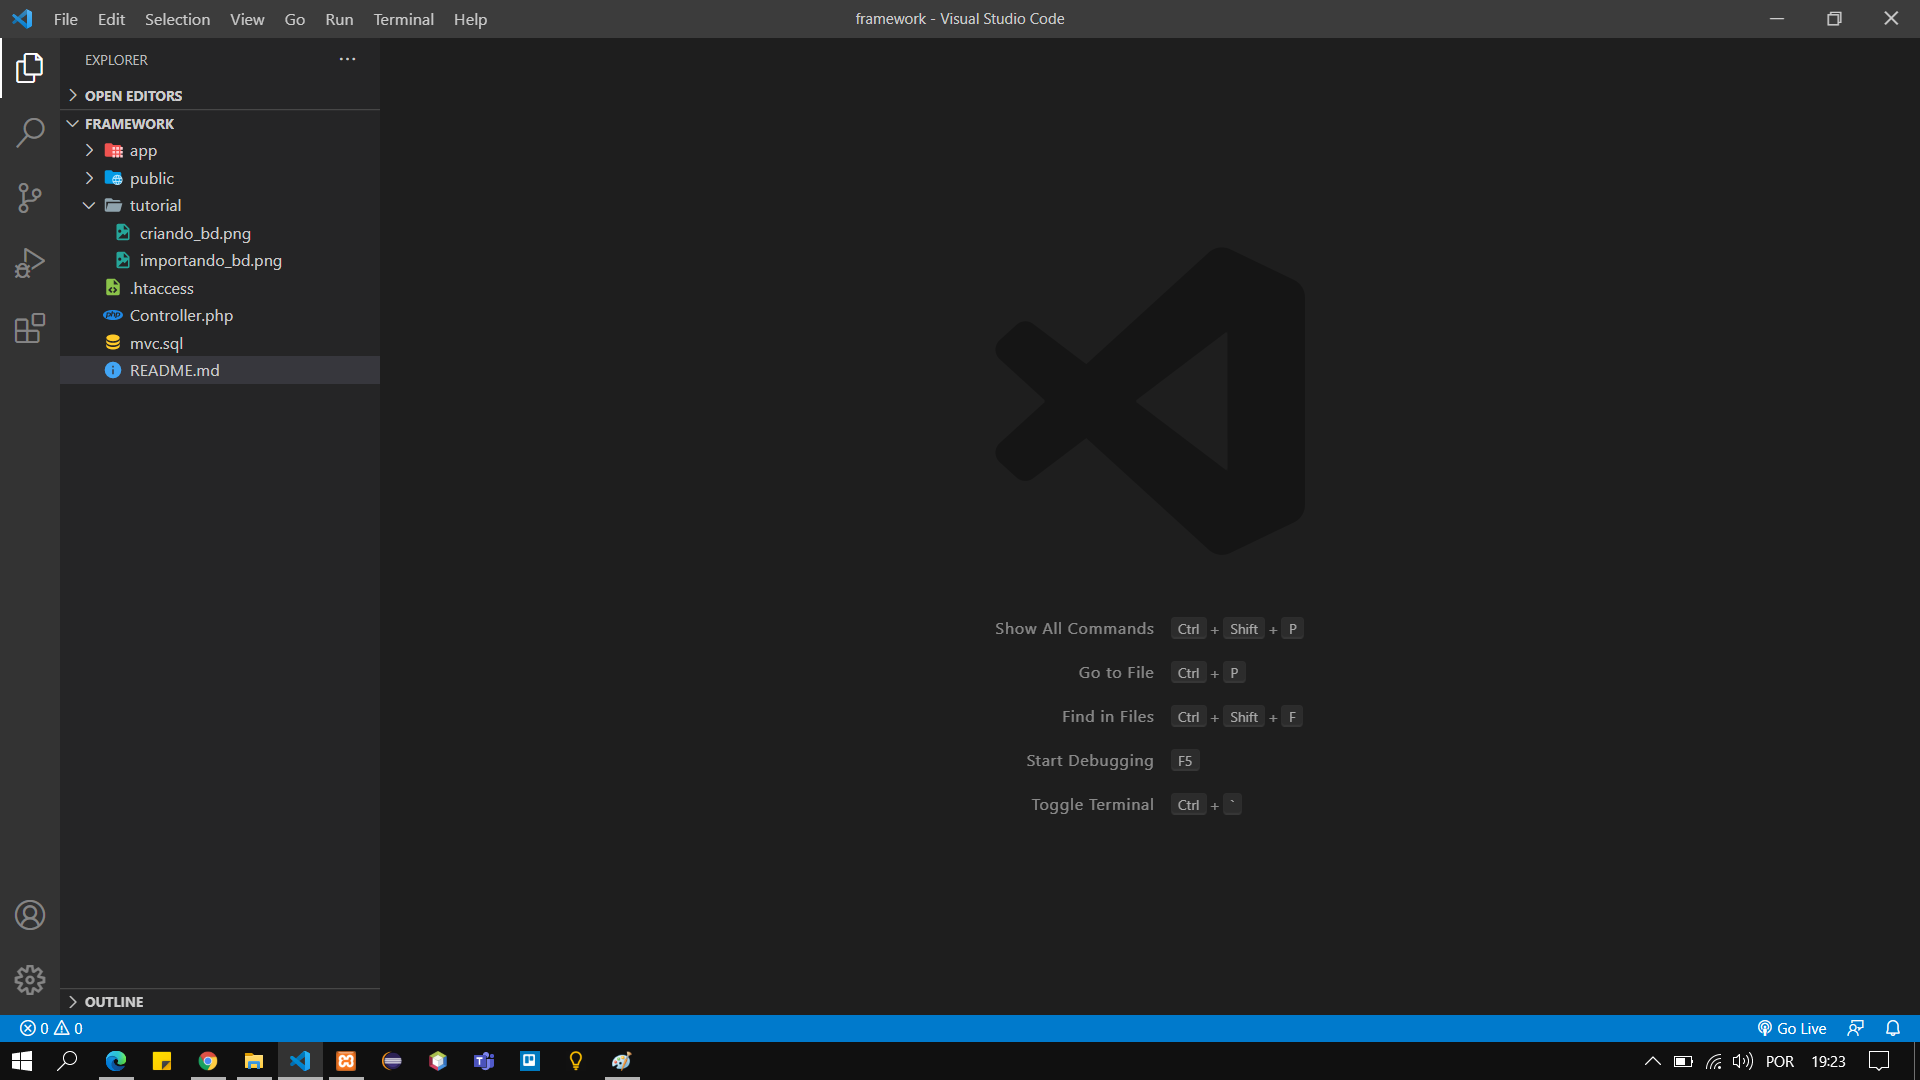 File Edit Selection View Go Run Terminal Help
framework - Visual Studio Code
EXPLORER
OPEN EDITORS
FRAMEWORK
app
public
tutorial
criando_bd.png
importando_bd.png
.htaccess
Controller.php
mvc.sql
README.md
Show All Commands Ctrl + Shift + P
Go to File Ctrl + P
Find in Files Ctrl + Shift + F
Start Debugging F5
Toggle Terminal Ctrl + `
OUTLINE
0 0
Go Live
POR 19:23